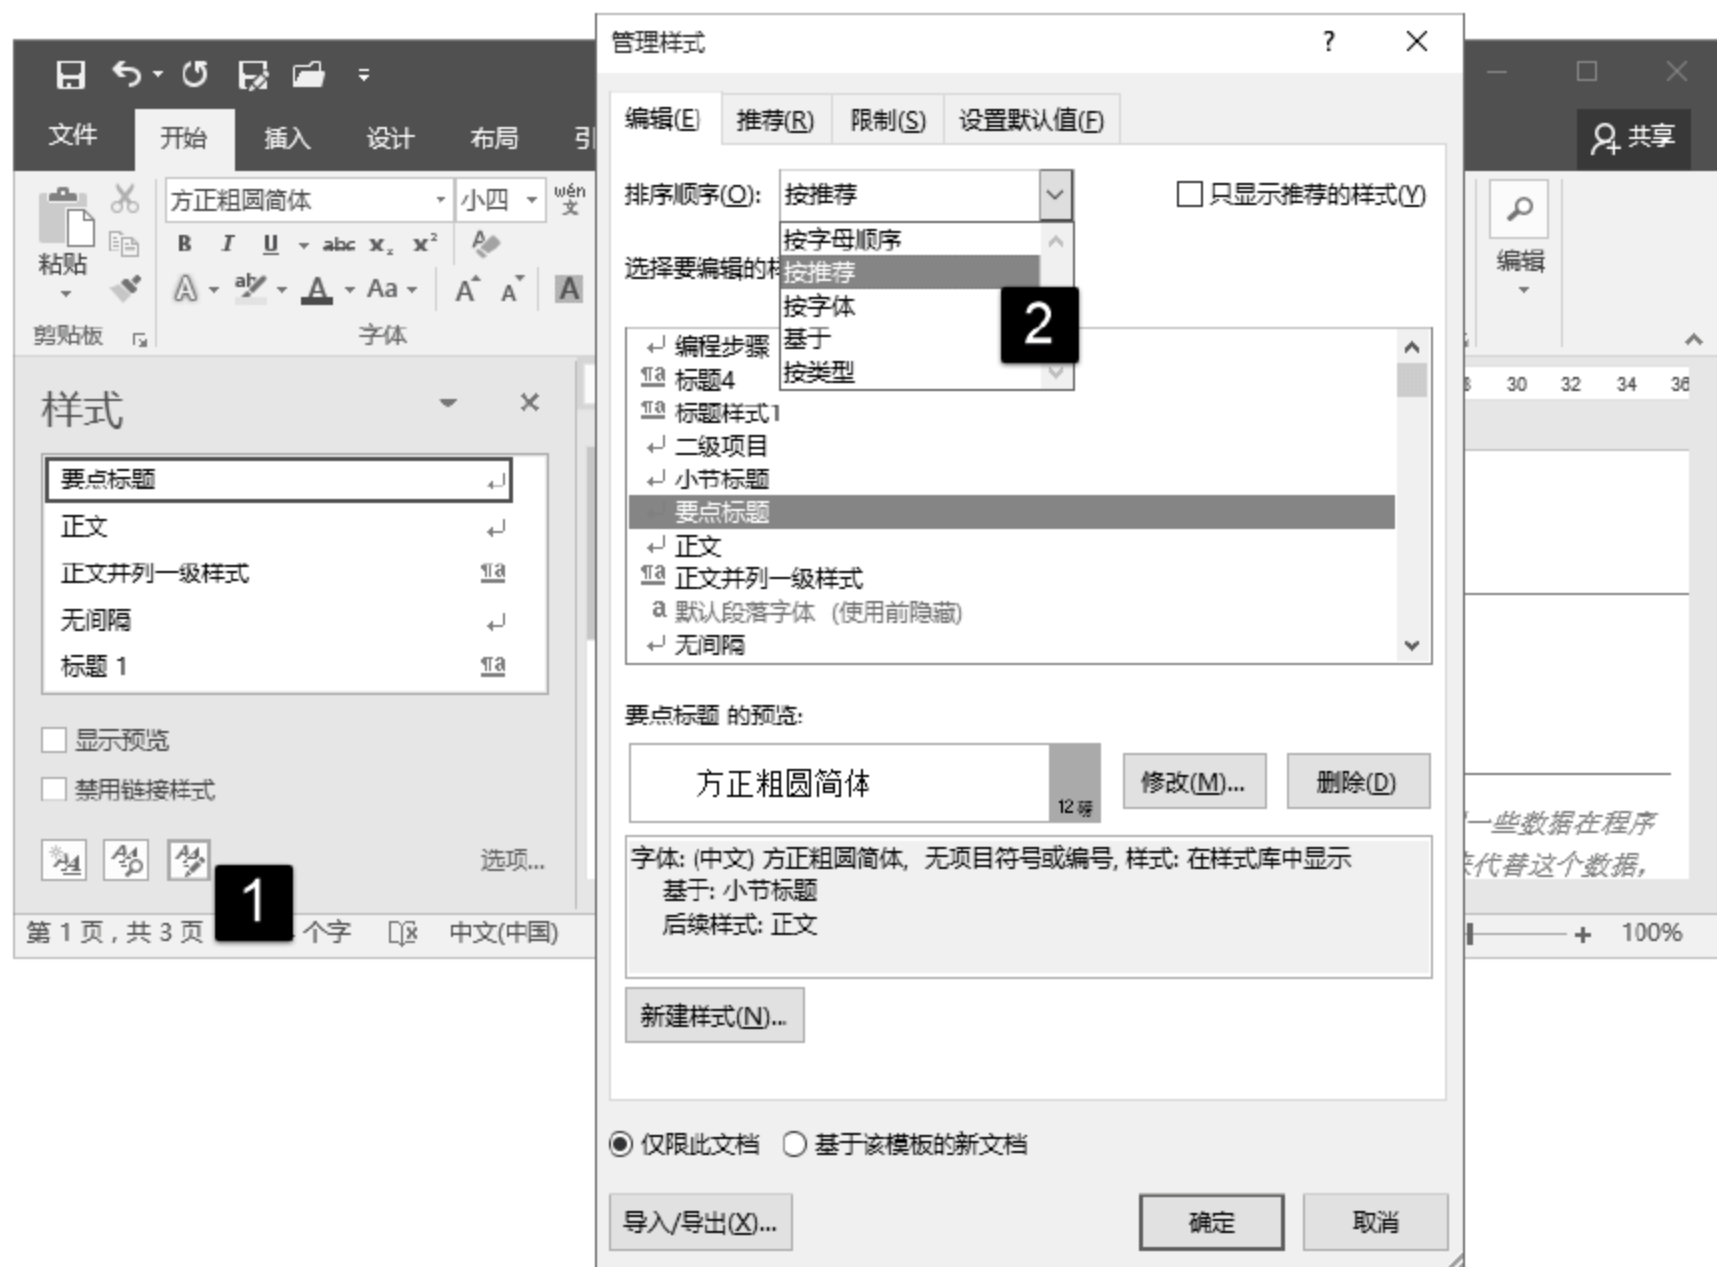 管理样式 ?
文件 开始 插入 设计 布局
共享
编辑(E) 推荐(R) 限制(S) 设置默认值(F)
方正粗圆简体 小四 wén 文
B I U abc x₂ x²
A aby A Aa A A A
粘贴
剪贴板 字体
编辑
排序顺序(O): 按推荐 只显示推荐的样式(Y)
按字母顺序
选择要编辑的 按推荐
按字体
基于
按类型
2
编程步骤
标题4
标题样式1
二级项目
小节标题
要点标题
正文
正文并列一级样式
a 默认段落字体 (使用前隐藏)
无间隔
30 32 34 36
样式
要点标题
正文
正文并列一级样式
无间隔
标题 1
显示预览
禁用链接样式
选项...
1
第 1 页，共 3 页 个字 中文(中国)
要点标题 的预览:
方正粗圆简体 12 磅
修改(M)... 删除(D)
字体: (中文) 方正粗圆简体, 无项目符号或编号, 样式: 在样式库中显示
基于: 小节标题
后续样式: 正文
新建样式(N)...
仅限此文档 基于该模板的新文档
导入/导出(X)... 确定 取消
一些数据在程序
代替这个数据，
100%